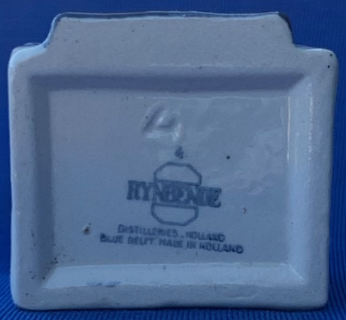 4
RYNBENDE
DISTILLERIES - HOLLAND
BLUE DELFT. MADE IN HOLLAND